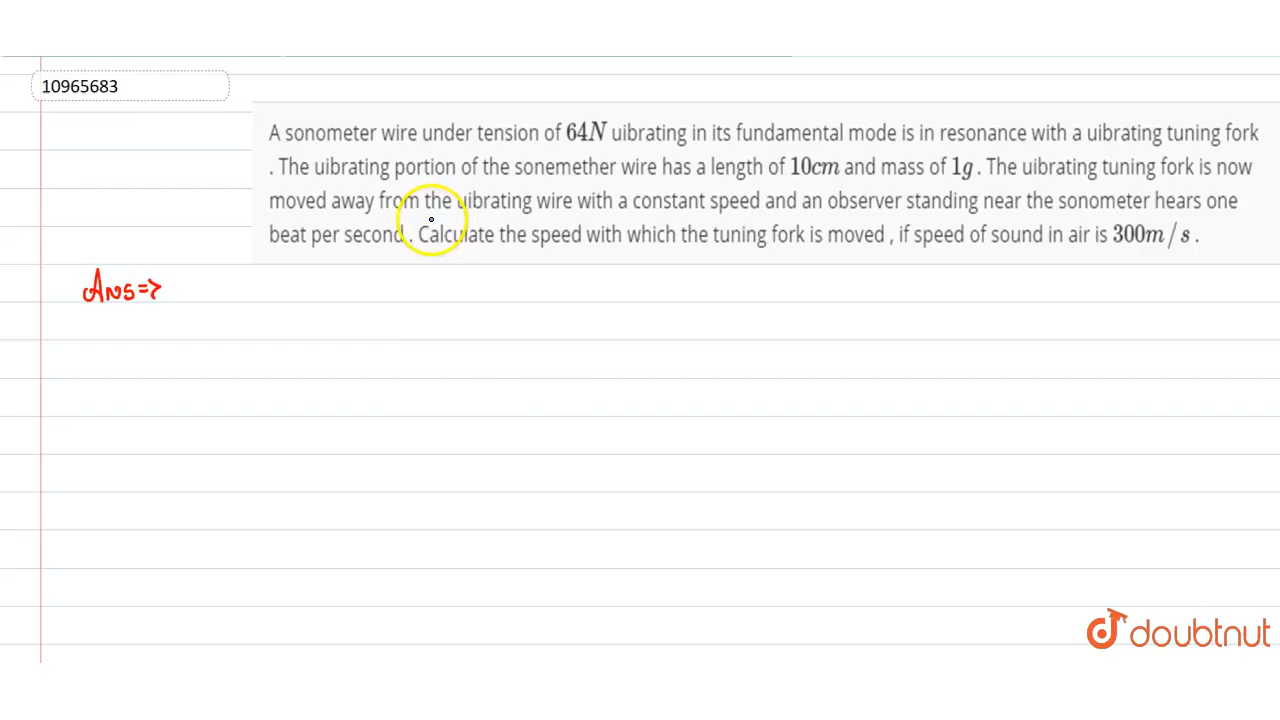 10965683
A sonometer wire under tension of 64N uibrating in its fundamental mode is in resonance with a uibrating tuning fork
. The uibrating portion of the sonemether wire has a length of 10cm and mass of 1g . The uibrating tuning fork is now
moved away from the uibrating wire with a constant speed and an observer standing near the sonometer hears one
beat per second . Calculate the speed with which the tuning fork is moved , if speed of sound in air is 300m/s .
Ans=>
doubtnut